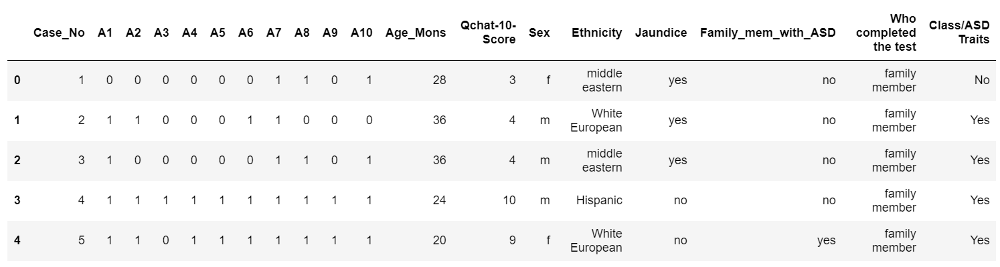 Case_No A1 A2 A3 A4 A5 A6 A7 A8 A9 A10 Age_Mons Qchat-10-Score Sex Ethnicity Jaundice Family_mem_with_ASD Who completed the test Class/ASD Traits
0 1 0 0 0 0 0 0 1 1 0 1 28 3 f middle eastern yes no family member No
1 2 1 1 0 0 0 1 1 0 0 0 36 4 m White European yes no family member Yes
2 3 1 0 0 0 0 0 1 1 0 1 36 4 m middle eastern yes no family member Yes
3 4 1 1 1 1 1 1 1 1 1 1 24 10 m Hispanic no no family member Yes
4 5 1 1 0 1 1 1 1 1 1 1 20 9 f White European no yes family member Yes